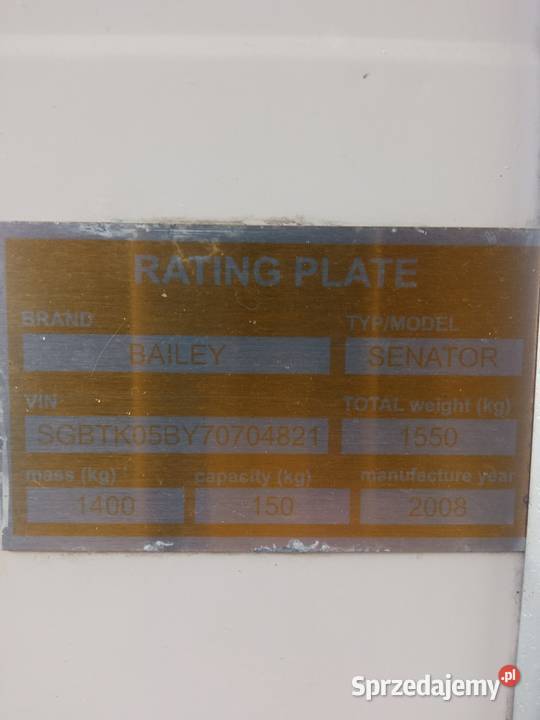 RATING PLATE
BRAND TYP/MODEL
BAILEY SENATOR
VIN TOTAL weight (kg)
SGBTK05BY70704821 1550
mass (kg) capacity (kg) manufacture year
1400 150 2008
Sprzedajemy.pl